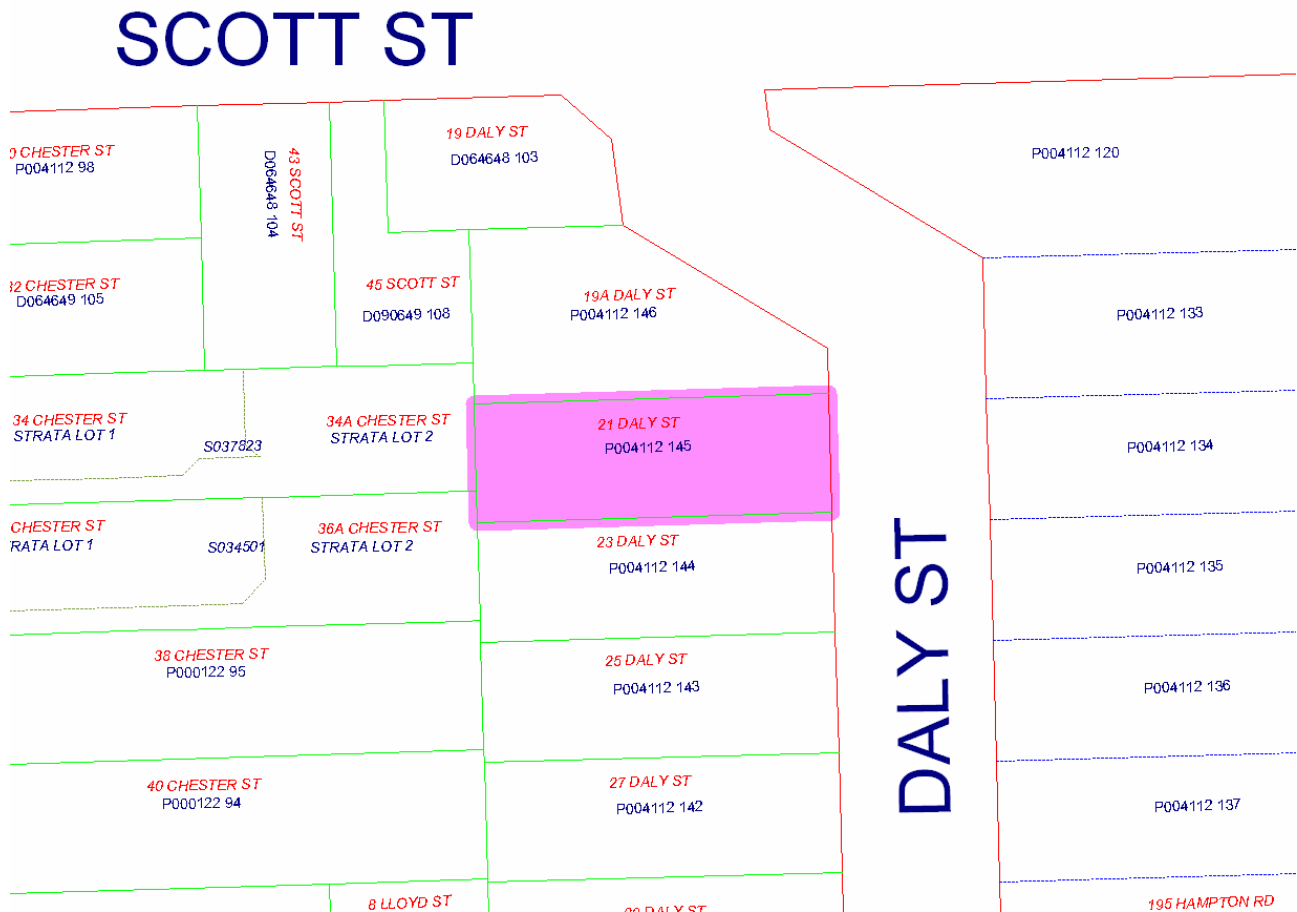 SCOTT ST
19 DALY ST
D064648 103
CHESTER ST
P004112 98
43 SCOTT ST
D064648 104
P004112 120
32 CHESTER ST
D064649 105
45 SCOTT ST
D090649 108
19A DALY ST
P004112 146
P004112 133
34 CHESTER ST
STRATA LOT 1
S037823
34A CHESTER ST
STRATA LOT 2
21 DALY ST
P004112 145
P004112 134
CHESTER ST
STRATA LOT 1
S034501
36A CHESTER ST
STRATA LOT 2
23 DALY ST
P004112 144
DALY ST
P004112 135
38 CHESTER ST
P000122 95
25 DALY ST
P004112 143
P004112 136
40 CHESTER ST
P000122 94
27 DALY ST
P004112 142
P004112 137
8 LLOYD ST
DALY ST
195 HAMPTON RD